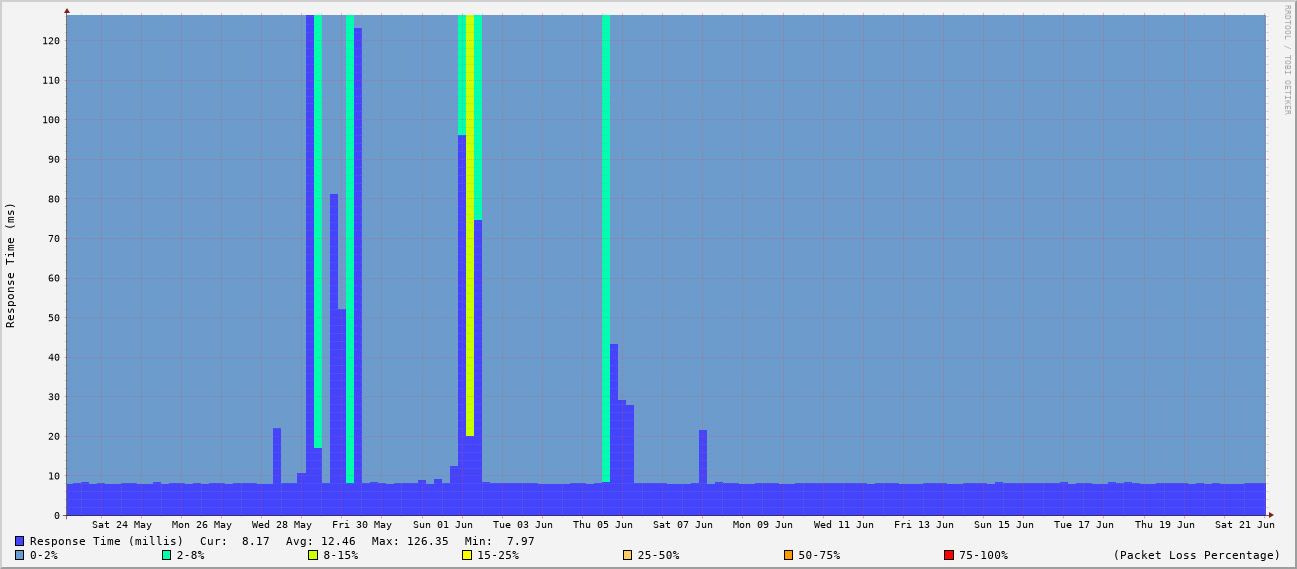 RRDTOOL / TOBI OETIKER
Response Time (ms)
120
110
100
90
80
70
60
50
40
30
20
10
0
Sat 24 May Mon 26 May Wed 28 May Fri 30 May Sun 01 Jun Tue 03 Jun Thu 05 Jun Sat 07 Jun Mon 09 Jun Wed 11 Jun Fri 13 Jun Sun 15 Jun Tue 17 Jun Thu 19 Jun Sat 21 Jun
Response Time (millis) Cur: 8.17 Avg: 12.46 Max: 126.35 Min: 7.97
0-2% 2-8% 8-15% 15-25% 25-50% 50-75% 75-100% (Packet Loss Percentage)